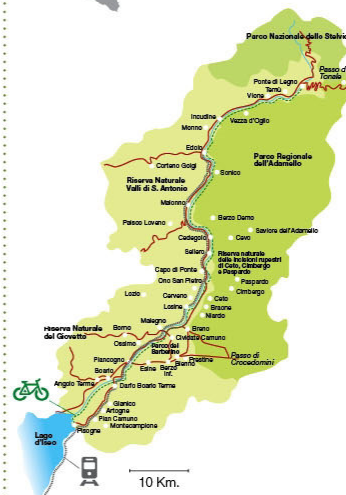 Parco Nazionale dello Stelvio
Passo d
Tonale
Ponte di Legno
Temù
Vione
Incudine
Vezza d'Oglio
Monno
Edolo
Corteno Golgi
Sonico
Parco Regionale
dell'Adamello
Riserva Naturale
Valli di S. Antonio
Malonno
Berzo Demo
Paisco Loveno
Saviore dell'Adamello
Cedegolo
Cevo
Sellero
Riserva naturale
delle incisioni rupestri
di Ceto, Cimbergo
e Paspardo
Capo di Ponte
Ono San Pietro
Paspardo
Cimbergo
Lozio
Cerveno
Ceto
Losine
Braone
Niardo
Malegno
Breno
Riserva Naturale
del Giovetto
Borno
Cividate Camuno
Ossimo
Parco del
Barberino
Prestine
Passo di
Crocedomini
Piancogno
Bienno
Esine
Berzo
Inf.
Boario
Angolo Terme
Darfo Boario Terme
Gianico
Artogne
Pian Camuno
Montecampione
Pisogne
Lago
d'Iseo
10 Km.